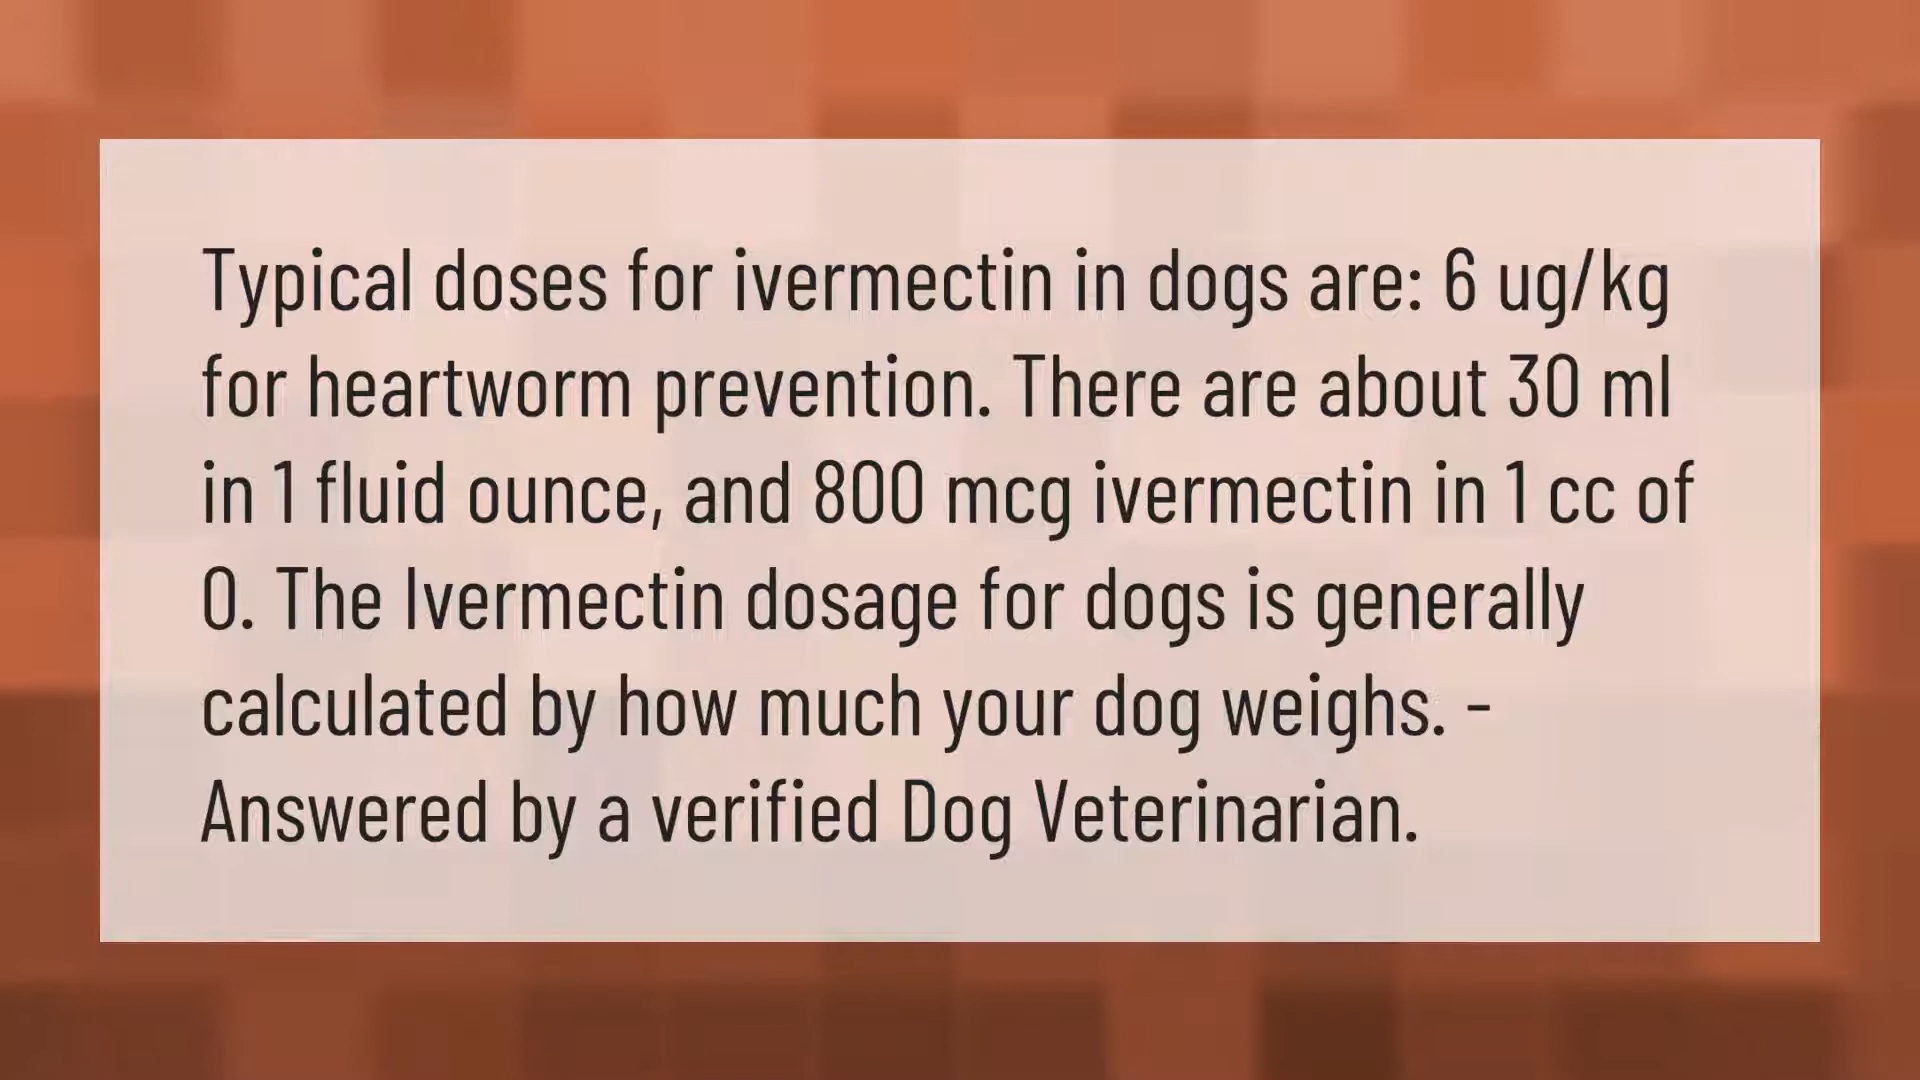 Typical doses for ivermectin in dogs are: 6 ug/kg
for heartworm prevention. There are about 30 ml
in 1 fluid ounce, and 800 mcg ivermectin in 1 cc of
0. The Ivermectin dosage for dogs is generally
calculated by how much your dog weighs. -
Answered by a verified Dog Veterinarian.